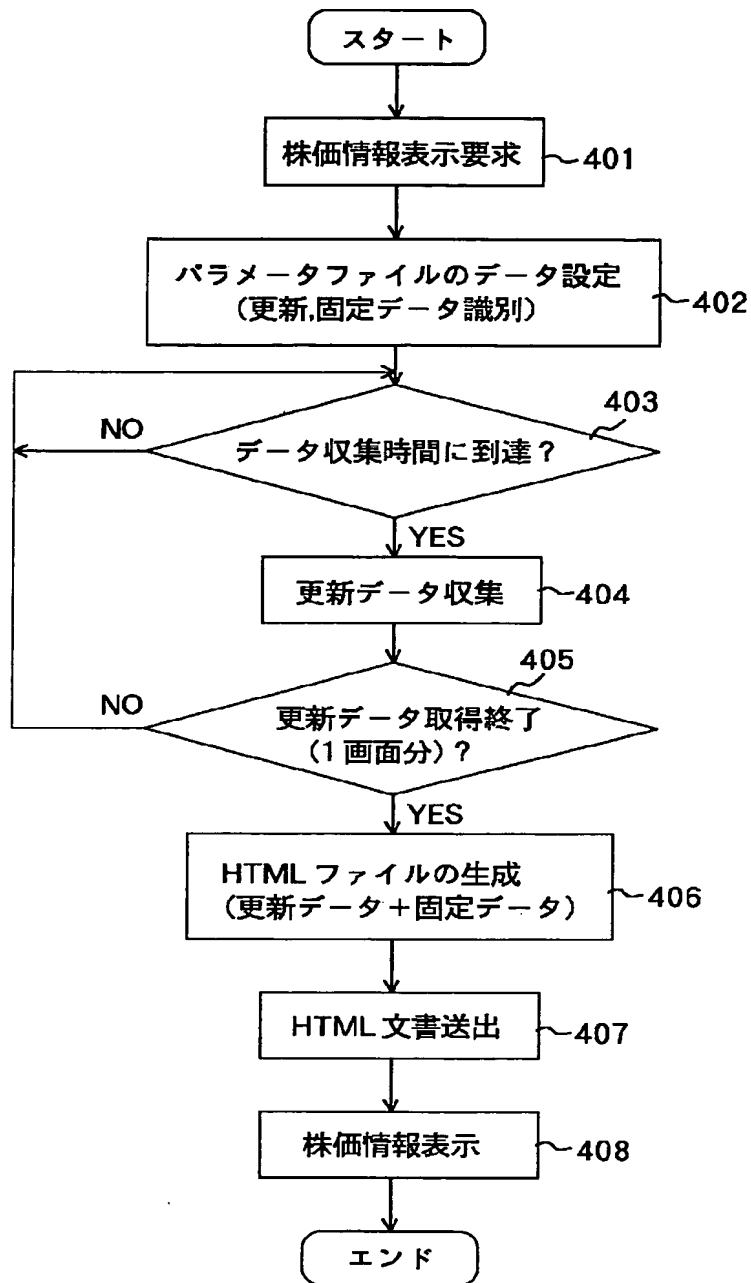 スタート
株価情報表示要求
401
パラメータファイルのデータ設定
(更新,固定データ識別)
402
403
NO
データ収集時間に到達?
YES
更新データ収集
404
405
NO
更新データ取得終了
(1画面分)?
YES
HTMLファイルの生成
(更新データ+固定データ)
406
HTML文書送出
407
株価情報表示
408
エンド